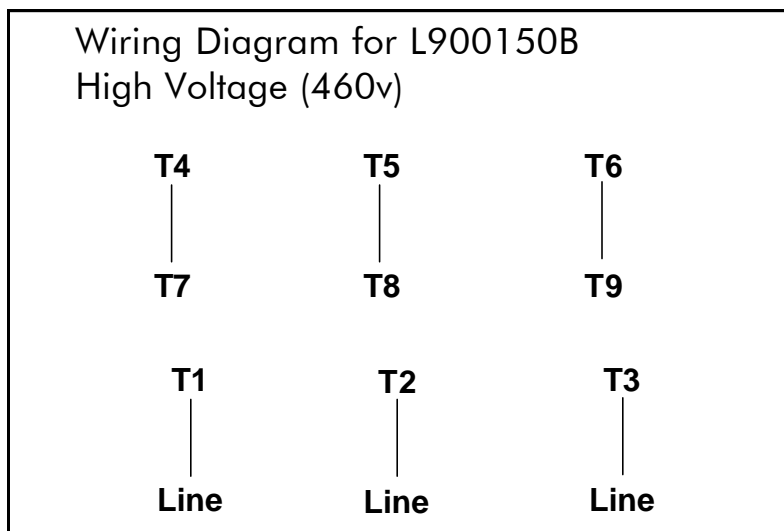 Wiring Diagram for L900150B
High Voltage (460v)
T4 T5 T6
T7 T8 T9
T1 T2 T3
Line Line Line